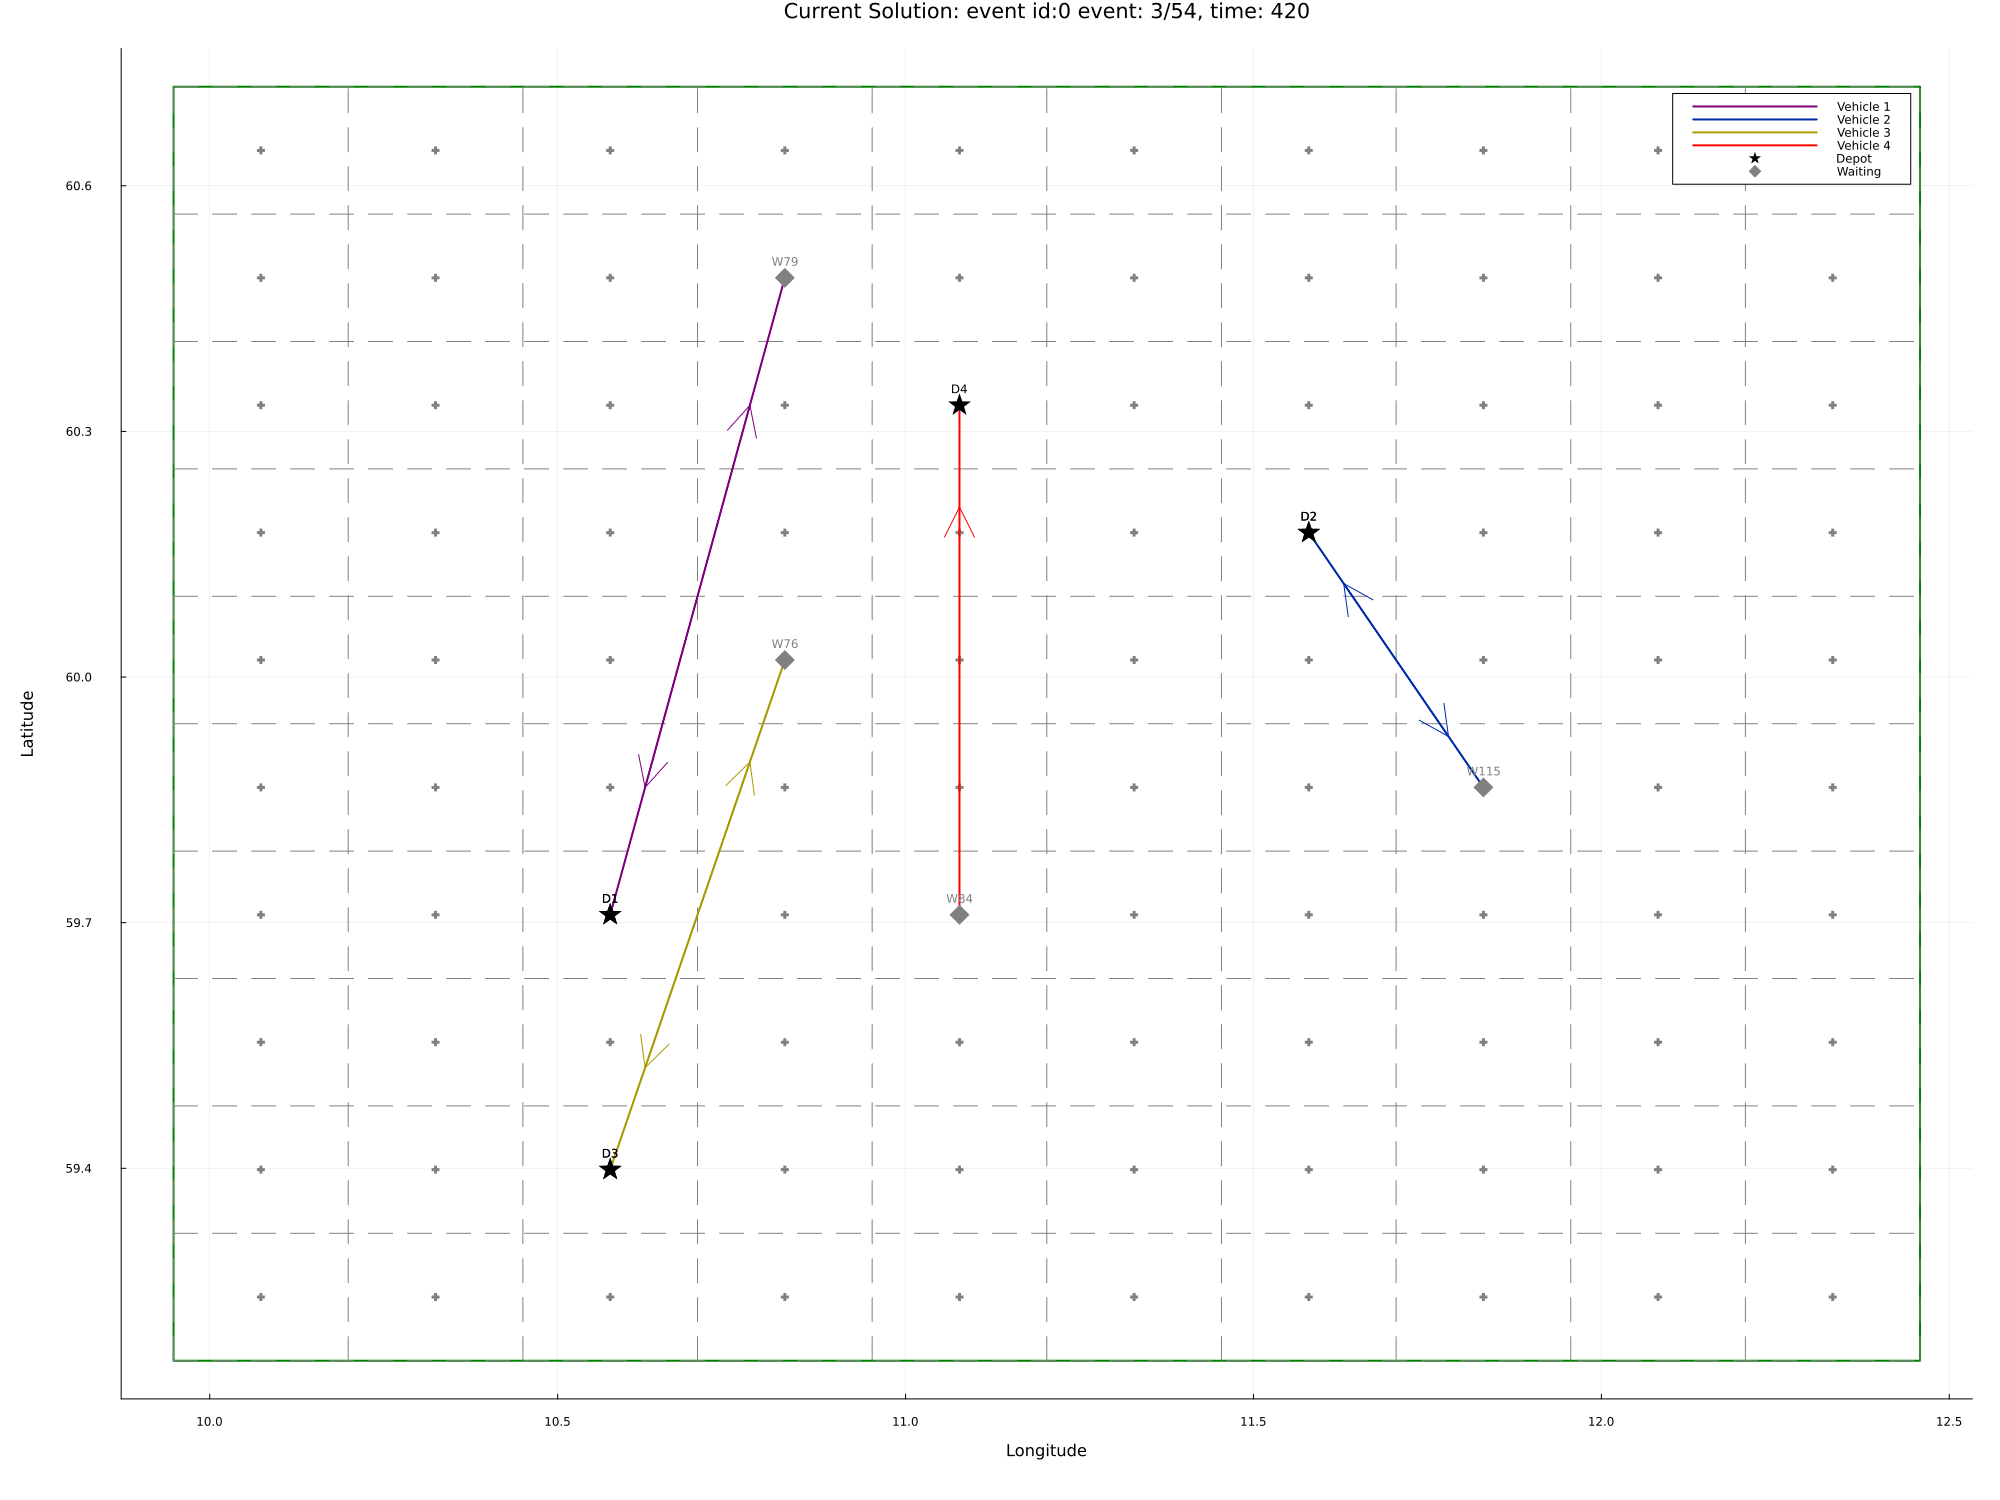 Current Solution: event id:0 event: 3/54, time: 420
Vehicle 1
Vehicle 2
Vehicle 3
Vehicle 4
Depot
Waiting
60.6
60.3
60.0
59.7
59.4
Latitude
W79
D4
D2
W76
W115
D1
W84
D3
10.0 10.5 11.0 11.5 12.0 12.5
Longitude